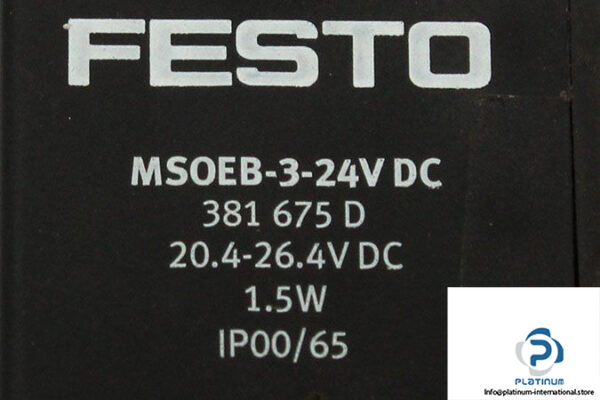 FESTO
MSOEB-3-24V DC
381 675 D
20.4-26.4V DC
1.5W
IP00/65
PLATINUM
Info@platinum-international.store